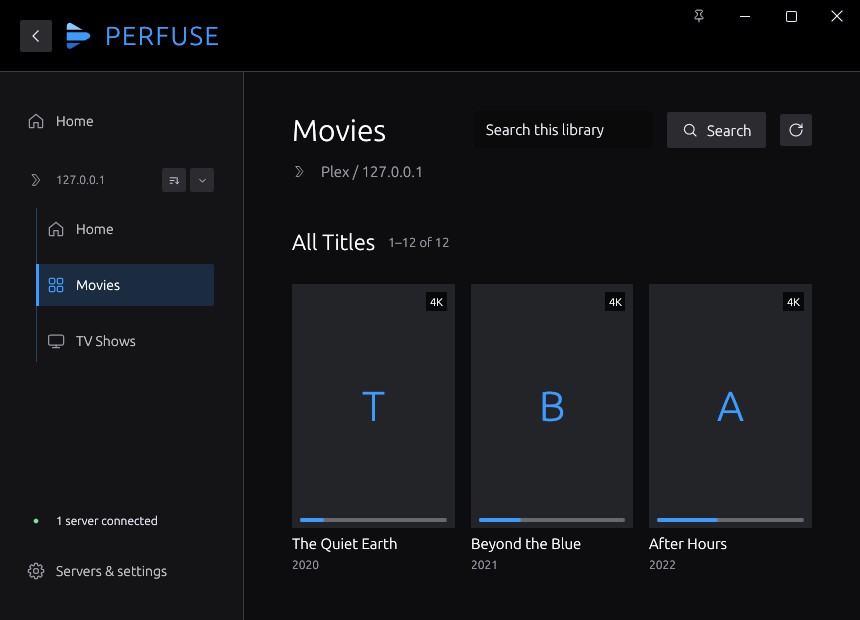 PERFUSE
Home
127.0.0.1
Home
Movies
TV Shows
1 server connected
Servers & settings
Movies
Search this library
Search
Plex / 127.0.0.1
All Titles 1–12 of 12
4K
4K
4K
T
B
A
The Quiet Earth
Beyond the Blue
After Hours
2020
2021
2022